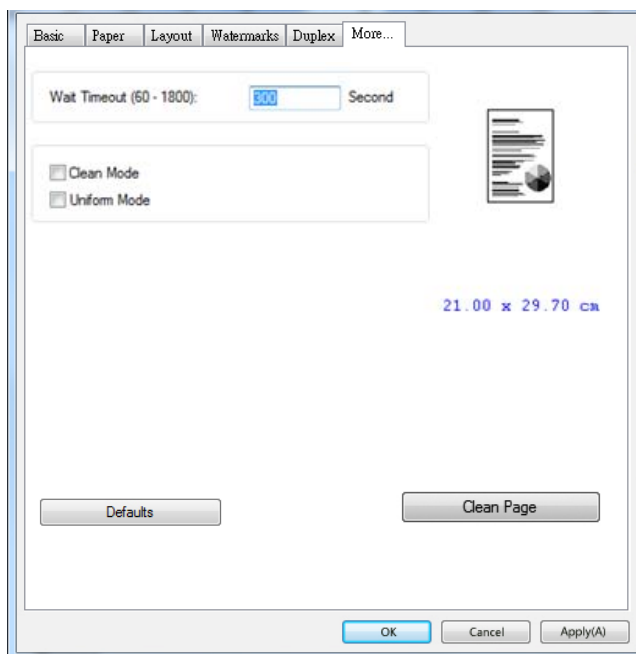 Basic Paper Layout Watermarks Duplex More...
Wait Timeout (60 - 1800): 300 Second
Clean Mode
Uniform Mode
21.00 x 29.70 cm
Defaults Clean Page
OK Cancel Apply(A)